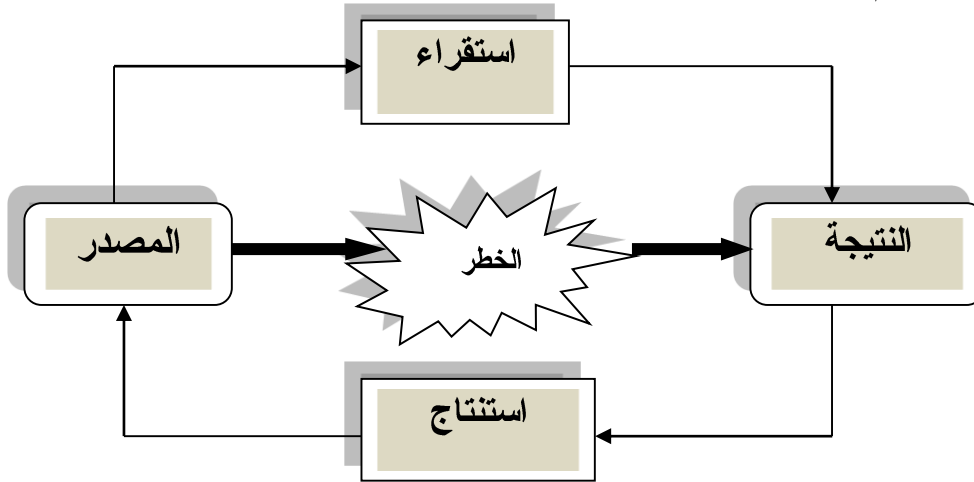 استقراء
المصدر
الخطر
النتيجة
استنتاج